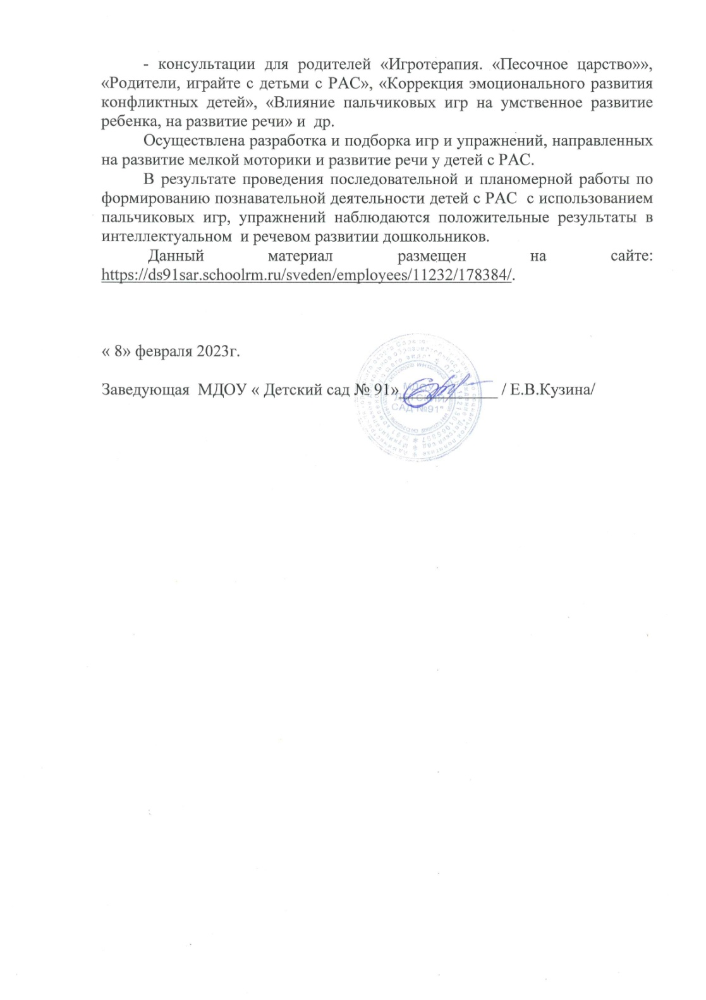 - консультации для родителей «Игротерапия. «Песочное царство»»,
«Родители, играйте с детьми с РАС», «Коррекция эмоционального развития
конфликтных детей», «Влияние пальчиковых игр на умственное развитие
ребенка, на развитие речи» и др.
Осуществлена разработка и подборка игр и упражнений, направленных
на развитие мелкой моторики и развитие речи у детей с РАС.
В результате проведения последовательной и планомерной работы по
формированию познавательной деятельности детей с РАС с использованием
пальчиковых игр, упражнений наблюдаются положительные результаты в
интеллектуальном и речевом развитии дошкольников.
Данный материал размещен на сайте:
https://ds91sar.schoolrm.ru/sveden/employees/11232/178384/.
« 8» февраля 2023г.
Заведующая МДОУ « Детский сад № 91»____________ / Е.В.Кузина/
МДОУ
"ДЕТСКИЙ
САД №91"